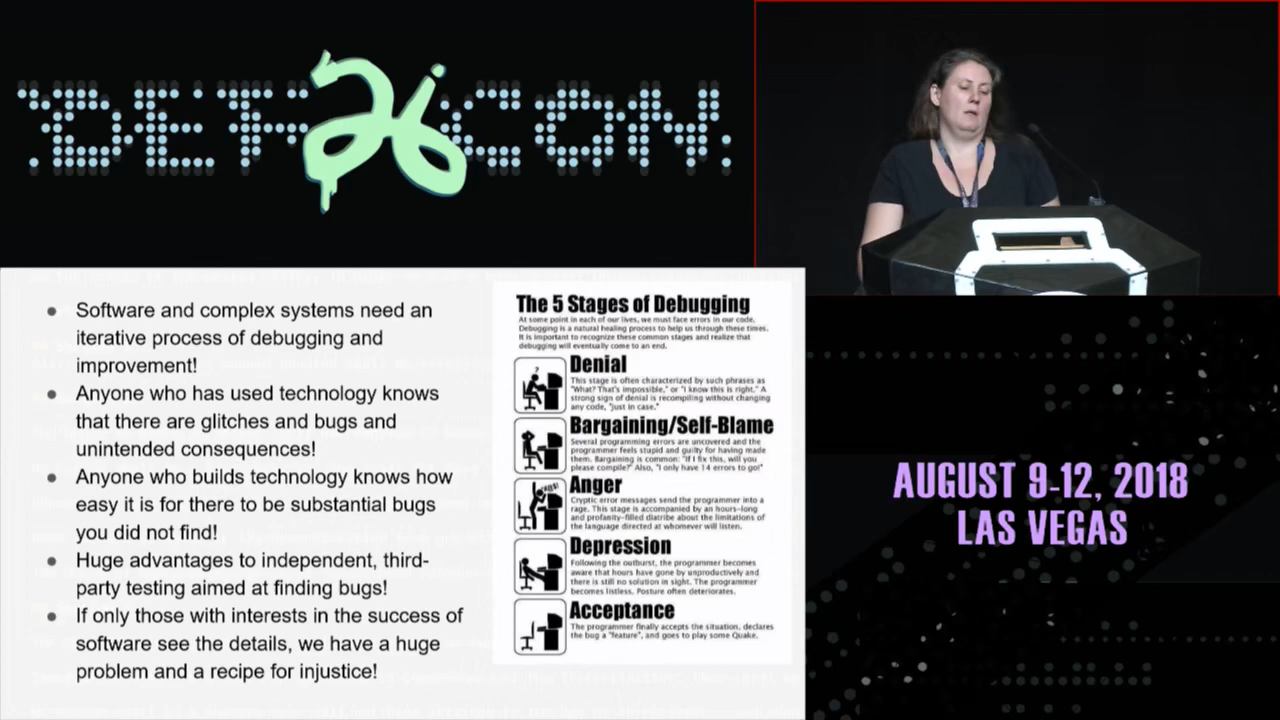 DEF 26 CON
● Software and complex systems need an
iterative process of debugging and
improvement!
● Anyone who has used technology knows
that there are glitches and bugs and
unintended consequences!
● Anyone who builds technology knows how
easy it is for there to be substantial bugs
you did not find!
● Huge advantages to independent, third-
party testing aimed at finding bugs!
● If only those with interests in the success of
software see the details, we have a huge
problem and a recipe for injustice!
The 5 Stages of Debugging
At some point in each of our lives, we must face errors in our code.
Debugging is a natural healing process to help us through these times.
It is important to recognize these common stages and realize that
debugging will eventually come to an end.
Denial
This stage is often characterized by such phrases as
"What? That's impossible," or "I know this is right." A
strong sign of denial is recompiling without changing
any code, "just in case."
Bargaining/Self-Blame
Several programming errors are uncovered and the
programmer feels stupid and guilty for having made
them. Bargaining is common: "If I fix this, will you
please compile?" Also, "I only have 14 errors to go!"
Anger
Cryptic error messages send the programmer into a
rage. This stage is accompanied by an hours-long
and profanity-filled diatribe about the limitations of
the language directed at whomever will listen.
Depression
Following the outburst, the programmer becomes
aware that hours have gone by unproductively and
there is still no solution in sight. The programmer
becomes listless. Posture often deteriorates.
Acceptance
The programmer finally accepts the situation, declares
the bug a "feature", and goes to play some Quake.
AUGUST 9-12, 2018
LAS VEGAS